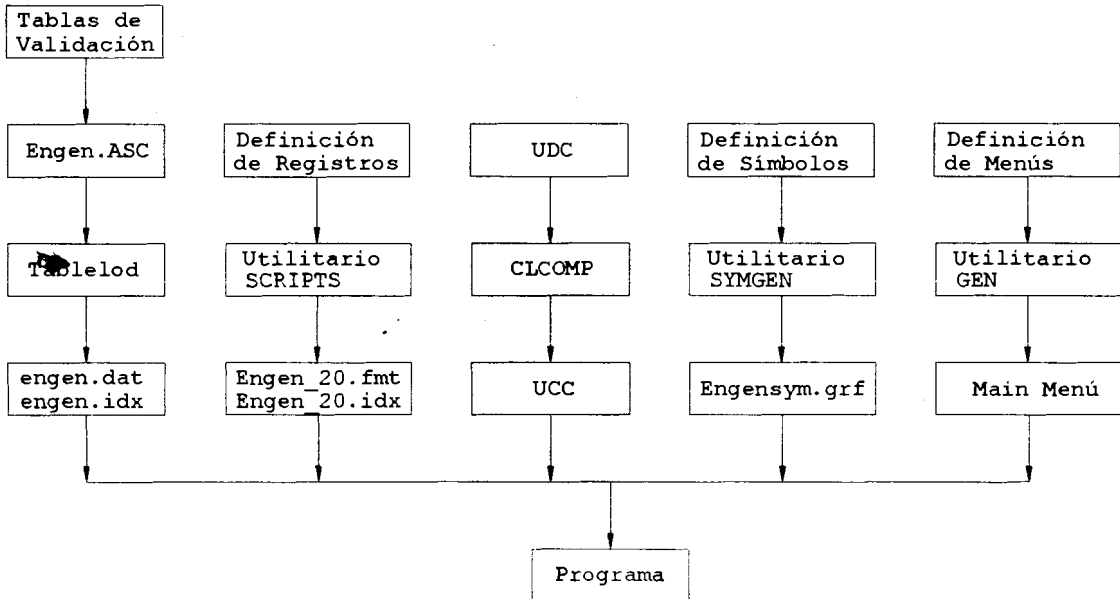 Tablas de
Validación
Engen.ASC
Definición
de Registros
UDC
Definición
de Símbolos
Definición
de Menús
Tablelod
Utilitario
SCRIPTS
CLCOMP
Utilitario
SYMGEN
Utilitario
GEN
engen.dat
engen.idx
Engen_20.fmt
Engen_20.idx
UCC
Engensym.grf
Main Menú
Programa